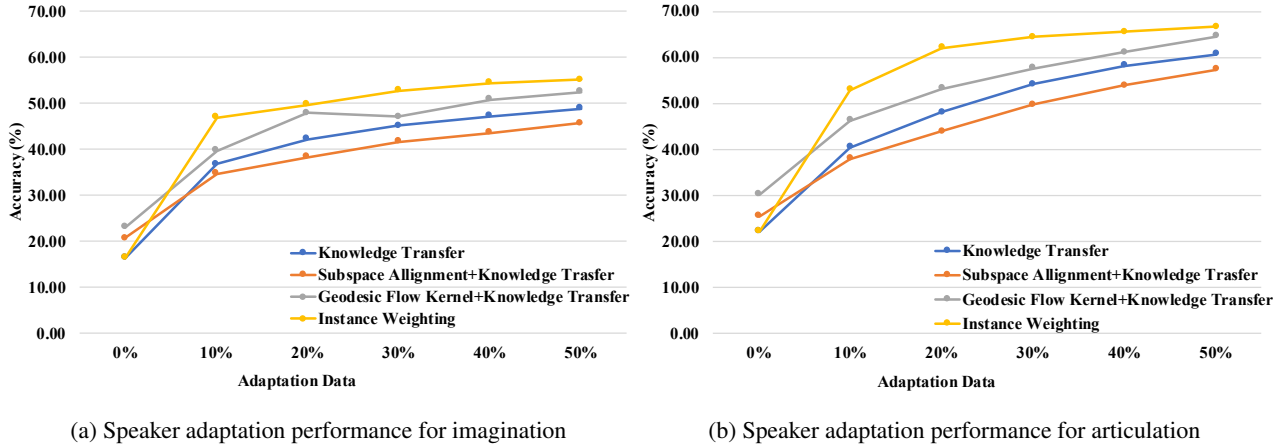 70.00
60.00
50.00
40.00
30.00
20.00
10.00
0.00
Accuracy (%)
0% 10% 20% 30% 40% 50%
Adaptation Data
Knowledge Transfer
Subspace Allignment+Knowledge Trasfer
Geodesic Flow Kernel+Knowledge Transfer
Instance Weighting
(a) Speaker adaptation performance for imagination
70.00
60.00
50.00
40.00
30.00
20.00
10.00
0.00
Accuracy (%)
0% 10% 20% 30% 40% 50%
Adaptation Data
Knowledge Transfer
Subspace Allignment+Knowledge Trasfer
Geodesic Flow Kernel+Knowledge Transfer
Instance Weighting
(b) Speaker adaptation performance for articulation